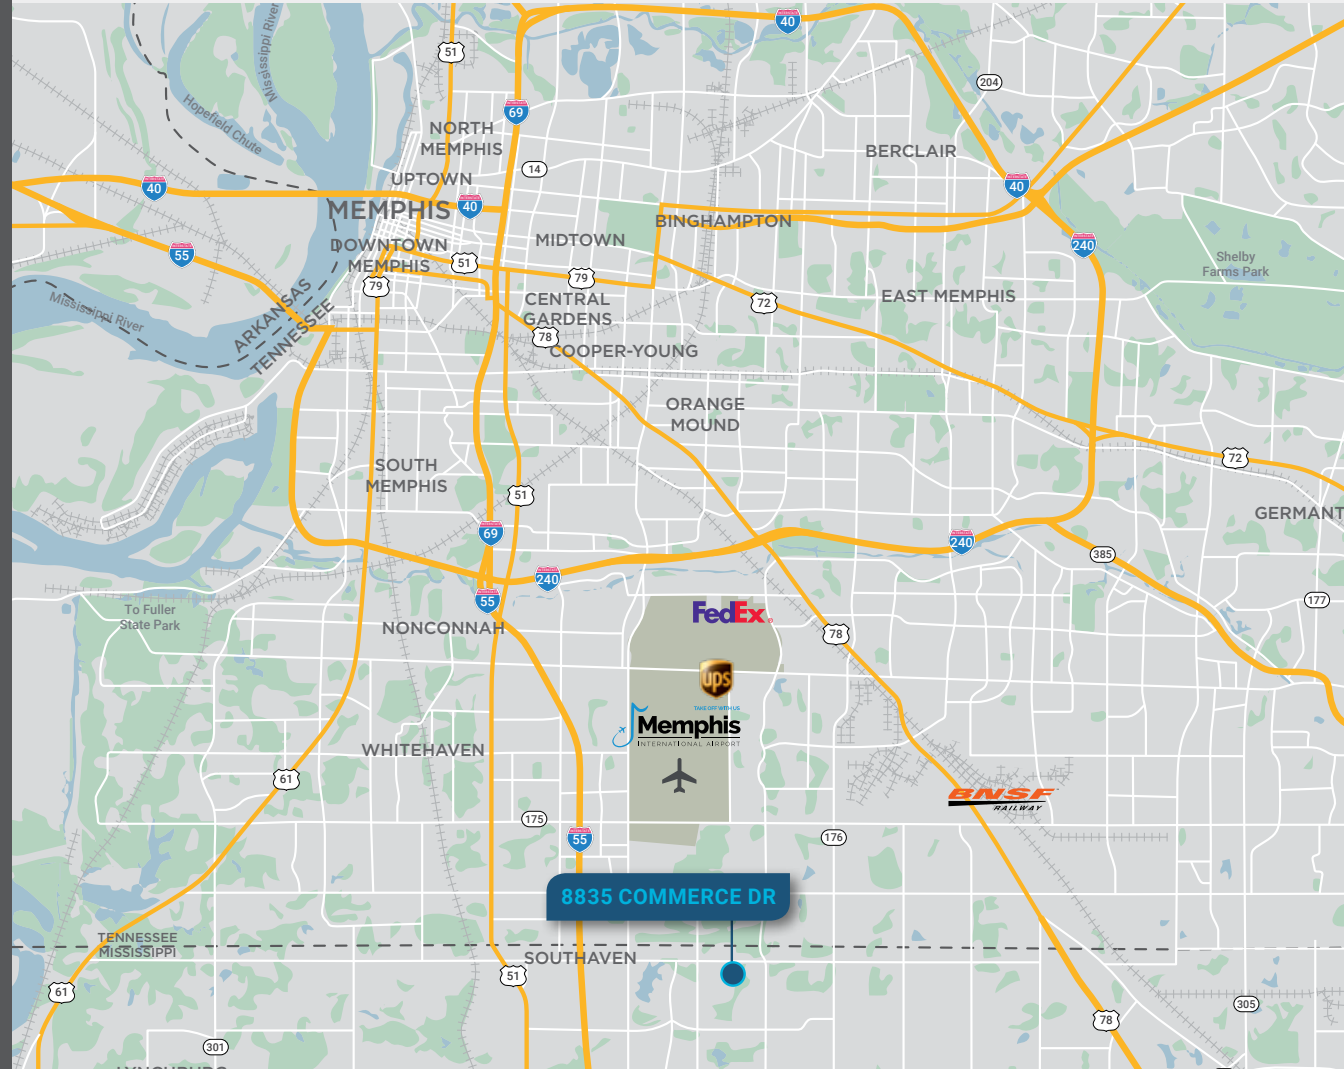 40
51
Mississippi River
204
69
Hopefield Chute
NORTH
MEMPHIS
BERCLAIR
14
UPTOWN
40
40
40
MEMPHIS
BINGHAMPTON
MIDTOWN
DOWNTOWN
MEMPHIS
240
55
51
Shelby
Farms Park
79
79
Mississippi River
ARKANSAS
TENNESSEE
CENTRAL
GARDENS
72
EAST MEMPHIS
78
COOPER-YOUNG
ORANGE
MOUND
SOUTH
MEMPHIS
72
51
GERMANT
69
240
385
240
55
177
To Fuller
State Park
FedEx
NONCONNAH
78
ups
TAKE OFF WITH US
Memphis
INTERNATIONAL AIRPORT
WHITEHAVEN
61
BNSF
RAILWAY
175
55
176
8835 COMMERCE DR
TENNESSEE
MISSISSIPPI
SOUTHAVEN
51
61
305
78
301